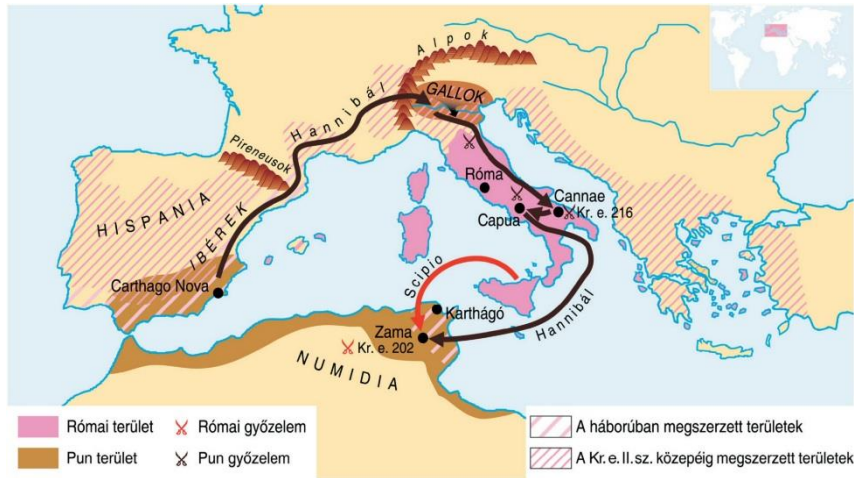 Alpok
GALLOK
Hannibál
Pireneusok
Róma
Cannae
Kr. e. 216
Capua
HISPANIA
IBÉREK
Carthago Nova
Scipio
Hannibál
Karthágó
Zama
Kr. e. 202
NUMIDIA
Római terület
Pun terület
Római győzelem
Pun győzelem
A háborúban megszerzett területek
A Kr. e. II. sz. közepéig megszerzett területek